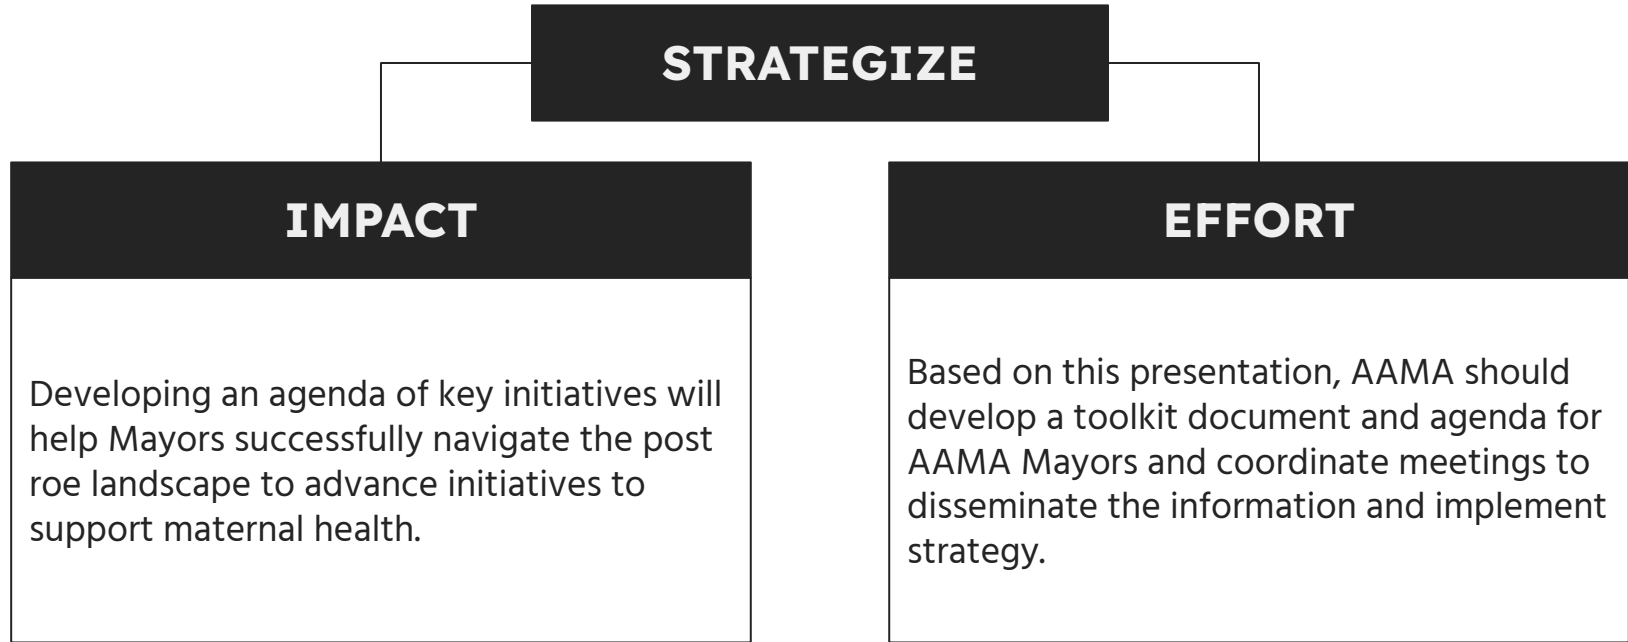 STRATEGIZE
IMPACT
Developing an agenda of key initiatives will
help Mayors successfully navigate the post
roe landscape to advance initiatives to
support maternal health.
EFFORT
Based on this presentation, AAMA should
develop a toolkit document and agenda for
AAMA Mayors and coordinate meetings to
disseminate the information and implement
strategy.